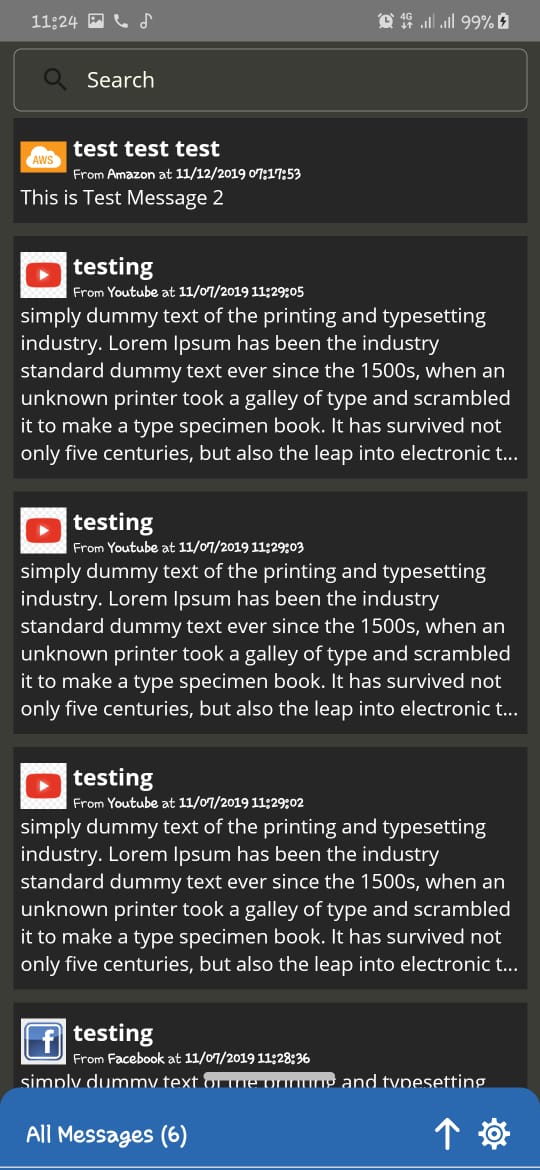 11:24
4G
99%
Search
AWS
test test test
From Amazon at 11/12/2019 07:17:53
This is Test Message 2
testing
From Youtube at 11/07/2019 11:29:05
simply dummy text of the printing and typesetting
industry. Lorem Ipsum has been the industry
standard dummy text ever since the 1500s, when an
unknown printer took a galley of type and scrambled
it to make a type specimen book. It has survived not
only five centuries, but also the leap into electronic t...
testing
From Youtube at 11/07/2019 11:29:03
simply dummy text of the printing and typesetting
industry. Lorem Ipsum has been the industry
standard dummy text ever since the 1500s, when an
unknown printer took a galley of type and scrambled
it to make a type specimen book. It has survived not
only five centuries, but also the leap into electronic t...
testing
From Youtube at 11/07/2019 11:29:02
simply dummy text of the printing and typesetting
industry. Lorem Ipsum has been the industry
standard dummy text ever since the 1500s, when an
unknown printer took a galley of type and scrambled
it to make a type specimen book. It has survived not
only five centuries, but also the leap into electronic t...
f
testing
From Facebook at 11/07/2019 11:28:36
simply dummy text of the printing and typesetting
All Messages (6)